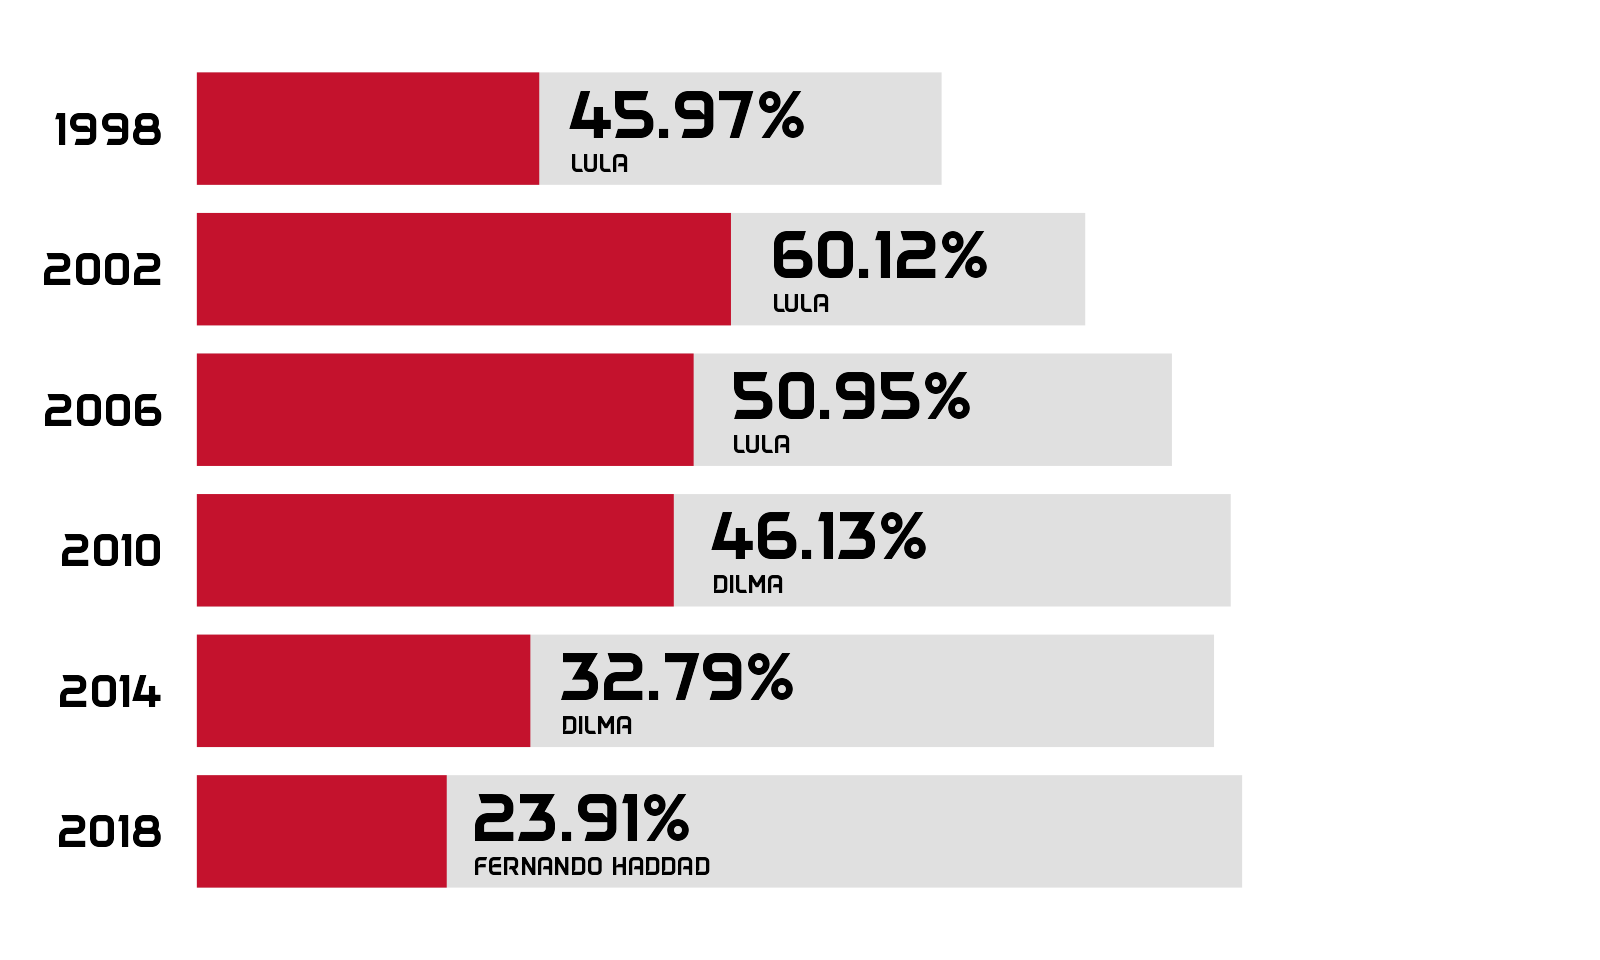 1998
45.97%
LULA
2002
60.12%
LULA
2006
50.95%
LULA
2010
46.13%
DILMA
2014
32.79%
DILMA
2018
23.91%
FERNANDO HADDAD